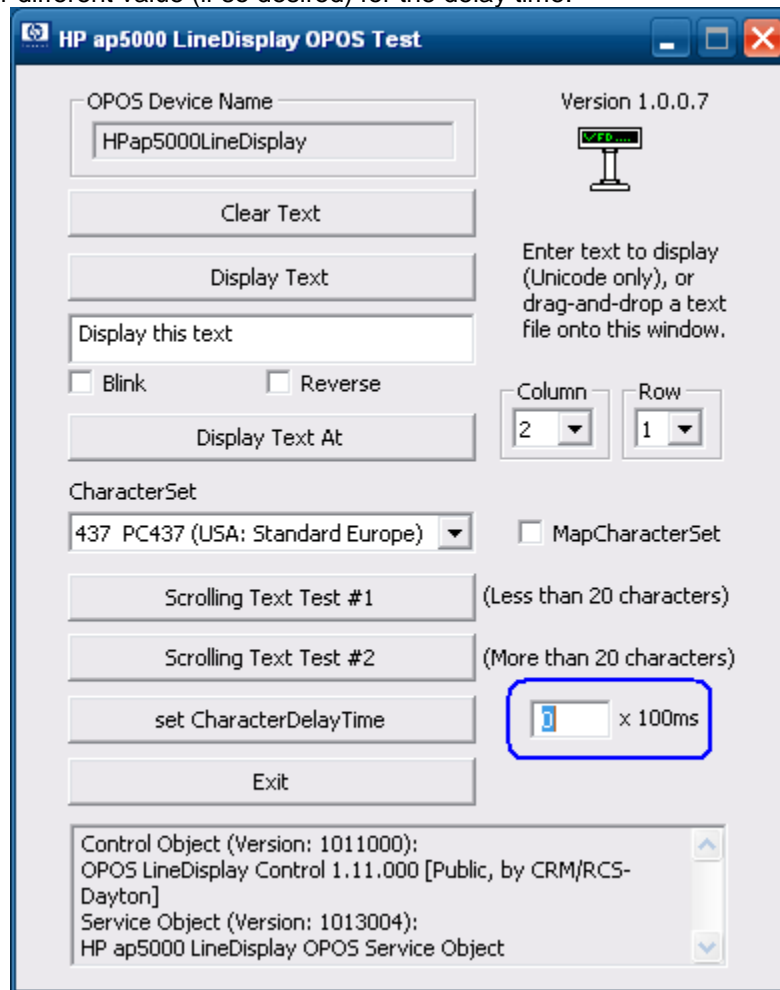 different value (if so desired) for the delay time.
HP ap5000 LineDisplay OPOS Test
OPOS Device Name
HPap5000LineDisplay
Version 1.0.0.7
Clear Text
Display Text
Enter text to display
(Unicode only), or
drag-and-drop a text
file onto this window.
Display this text
Blink
Reverse
Display Text At
Column
2
Row
1
CharacterSet
437 PC437 (USA: Standard Europe)
MapCharacterSet
Scrolling Text Test #1
(Less than 20 characters)
Scrolling Text Test #2
(More than 20 characters)
set CharacterDelayTime
0 x 100ms
Exit
Control Object (Version: 1011000):
OPOS LineDisplay Control 1.11.000 [Public, by CRM/RCS-
Dayton]
Service Object (Version: 1013004):
HP ap5000 LineDisplay OPOS Service Object